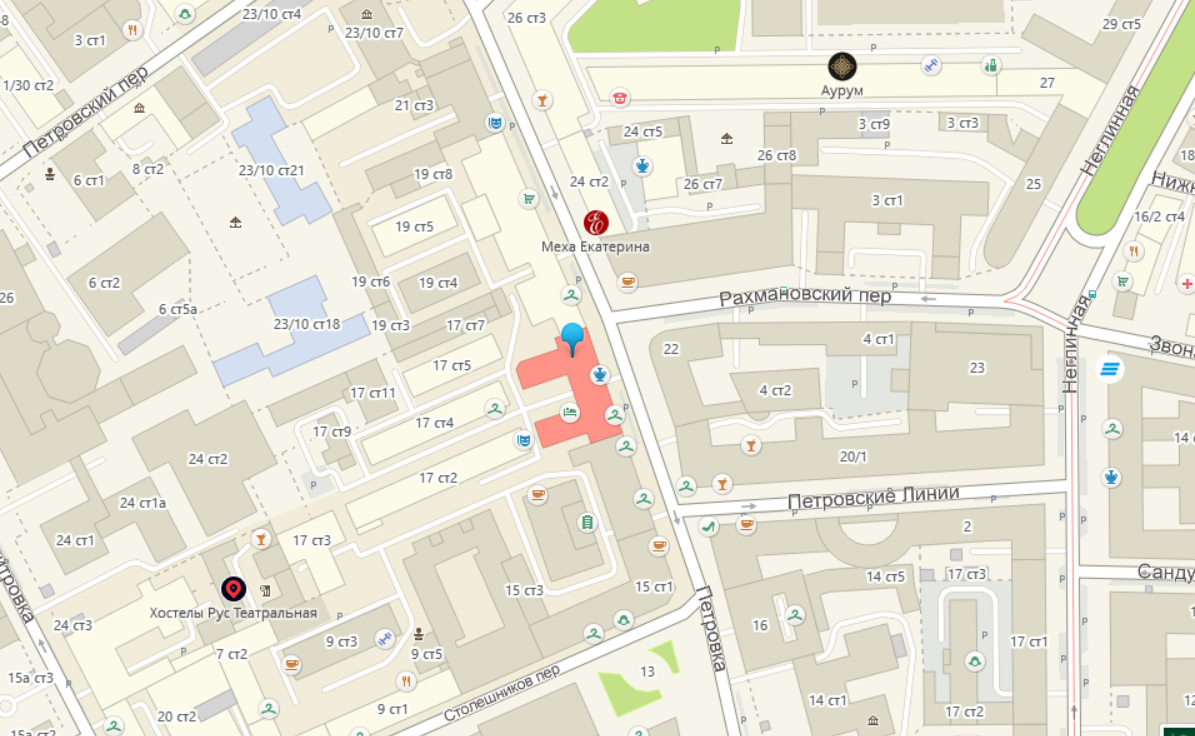 23/10 ст4
26 ст3
23/10 ст7
29 ст5
3 ст1
1/30 ст2
Аурум
27
21 ст3
Петровский пер
24 ст5
3 ст9
3 ст3
Неглинная
26 ст8
18
8 ст2
23/10 ст21
19 ст8
24 ст2
26 ст7
25
6 ст1
Нижн
3 ст1
16/2 ст4
19 ст5
Меха Екатерина
6 ст2
19 ст6
19 ст4
26
Рахмановский пер
6 ст5а
23/10 ст18
19 ст3
17 ст7
Неглинная
4 ст1
Звон
22
17 ст5
23
17 ст11
4 ст2
17 ст4
17 ст9
14
24 ст2
20/1
17 ст2
24 ст1а
Петровские Линии
2
24 ст1
17 ст3
Санду
14 ст5
17 ст3
15 ст3
15 ст1
Хостелы Рус Театральная
Петровка
24 ст3
16
9 ст3
17 ст1
7 ст2
9 ст5
13
15а ст3
Столешников пер
14 ст1
9 ст1
20 ст2
17 ст2
12
15а ст2